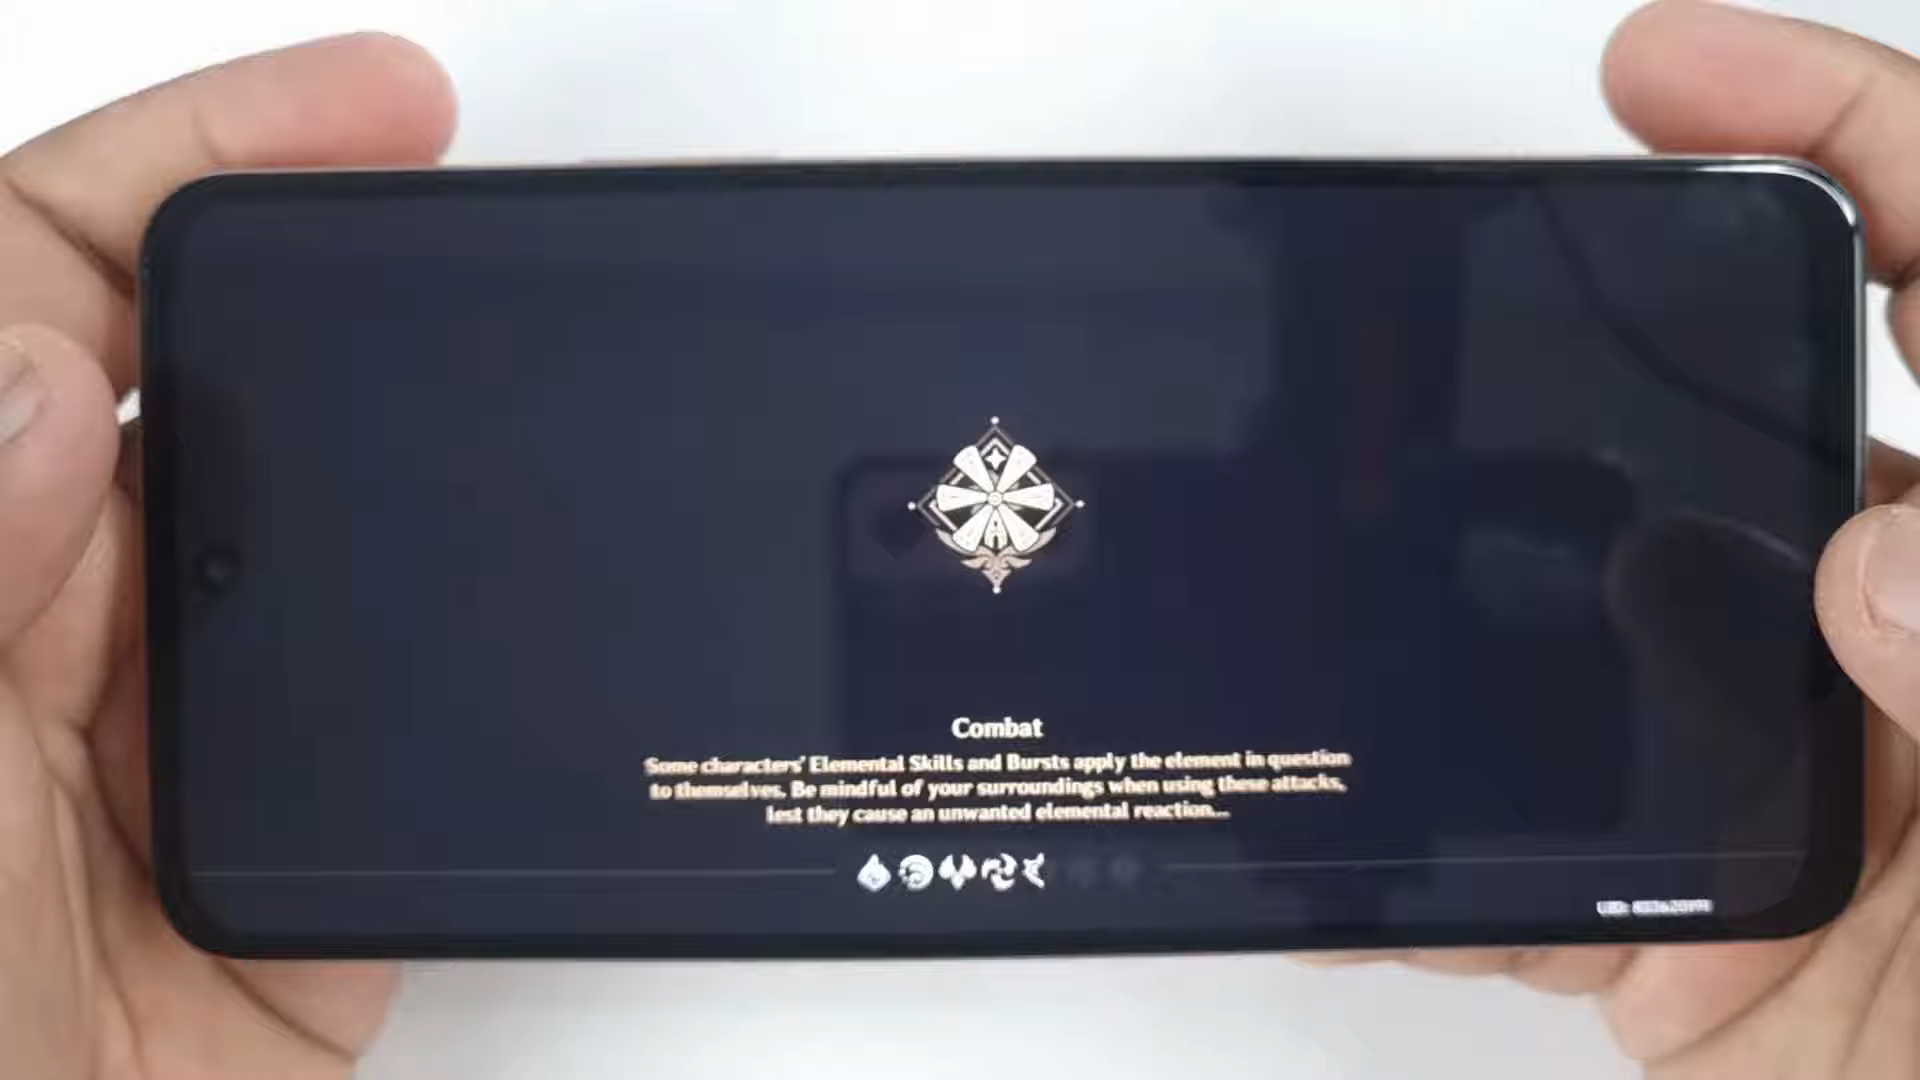 Combat
Some characters' Elemental Skills and Bursts apply the element in question
to themselves. Be mindful of your surroundings when using these attacks,
lest they cause an unwanted elemental reaction...
UID: